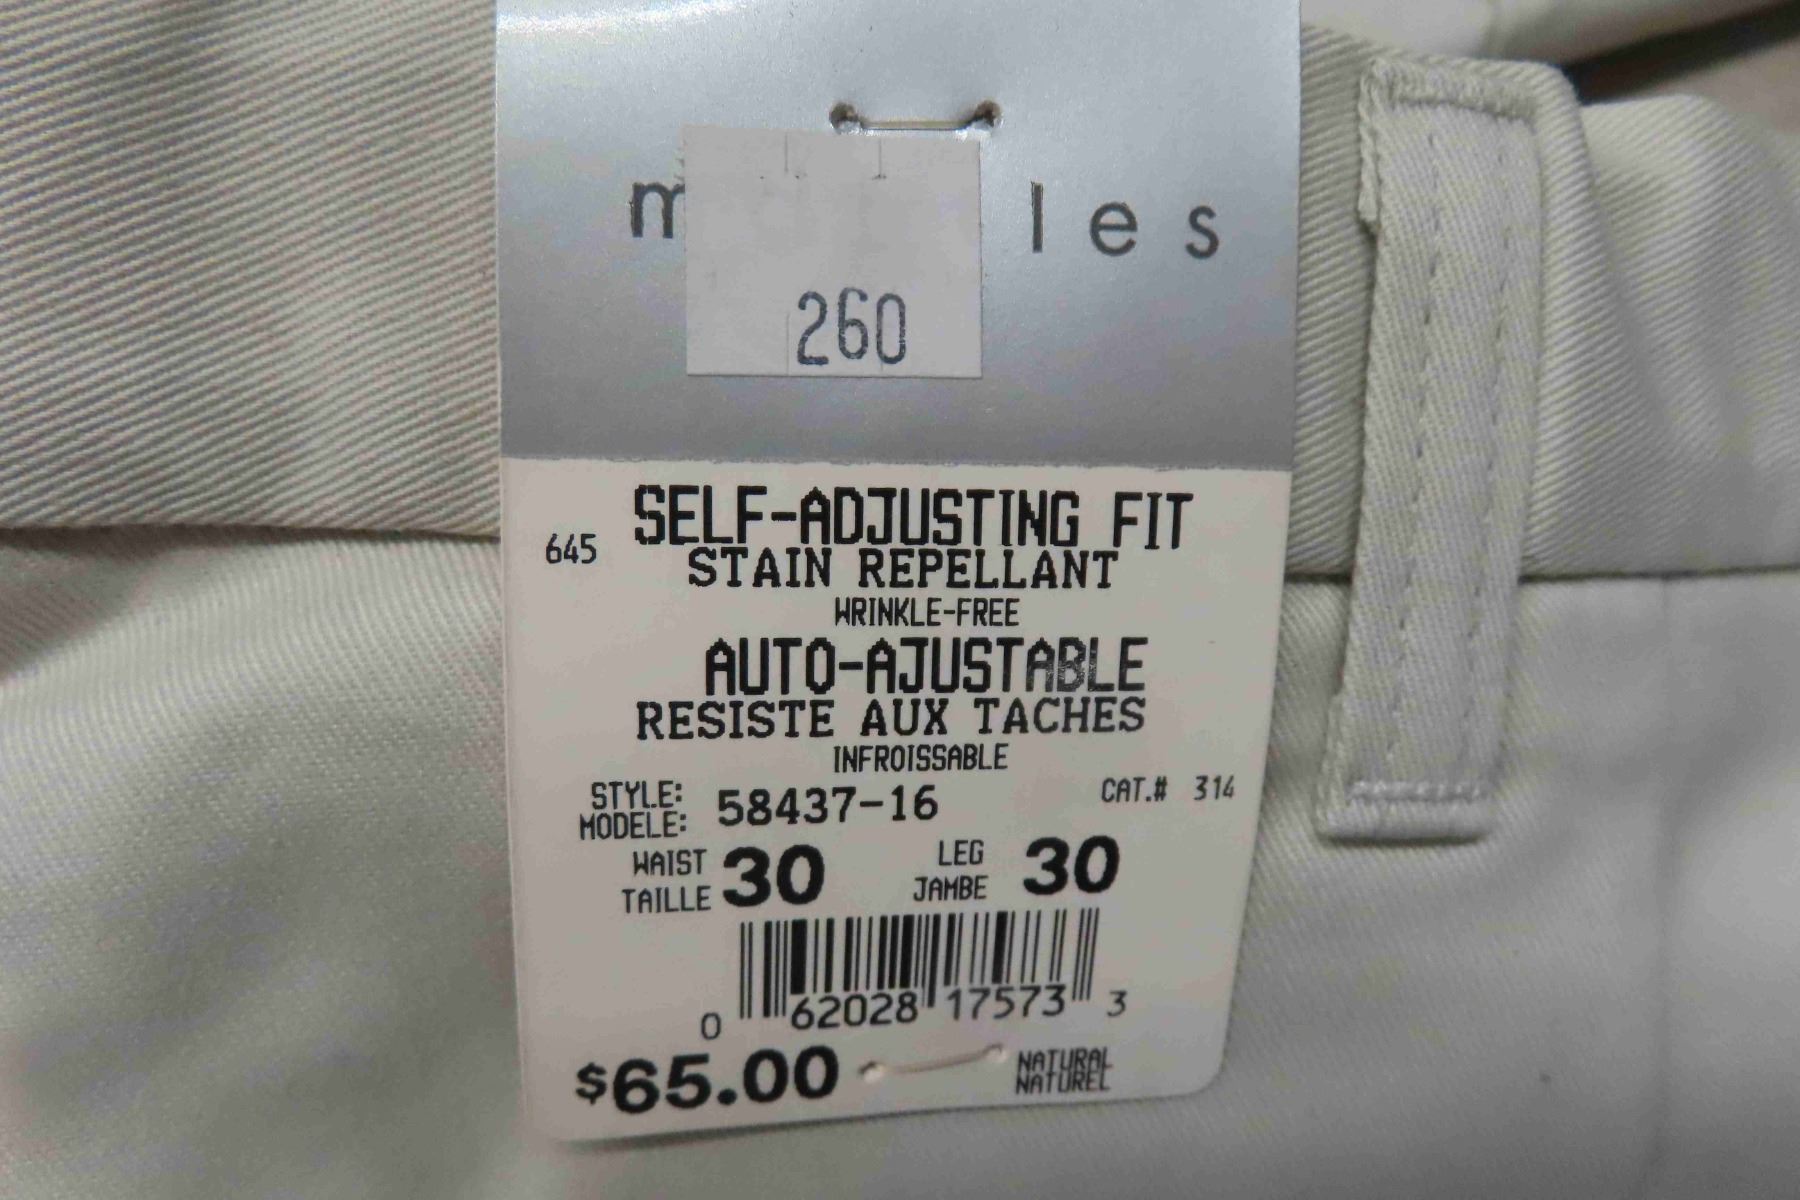 m les
260
645 SELF-ADJUSTING FIT
STAIN REPELLANT
WRINKLE-FREE
AUTO-AJUSTABLE
RESISTE AUX TACHES
INFROISSABLE
STYLE:
MODELE: 58437-16 CAT.# 314
WAIST
TAILLE 30 LEG
JAMBE 30
0 62028 17573 3
$65.00 NATURAL
NATUREL